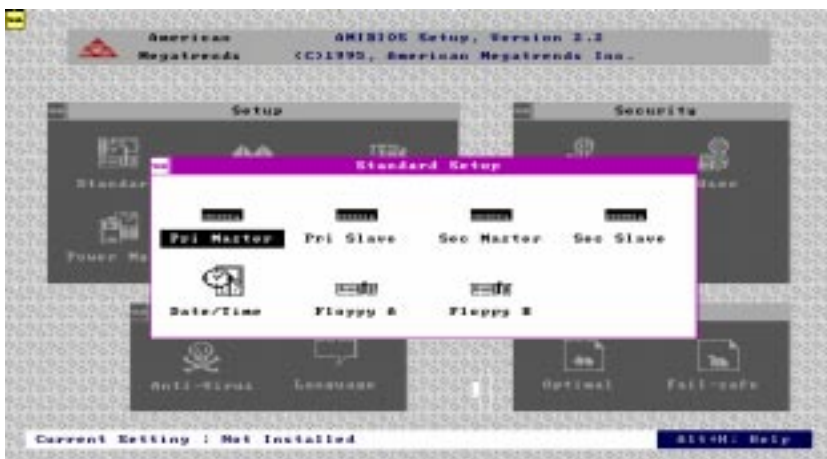 American AMIBIOS Setup, Version 2.2
Megatrends (C)1995, American Megatrends Inc.
Setup
Security
Standard Setup
Pri Master Pri Slave Sec Master Sec Slave
Date/Time Floppy A Floppy B
Anti-Virus Language Optimal Fail-safe
Current Setting : Not Installed
Alt+H: Help